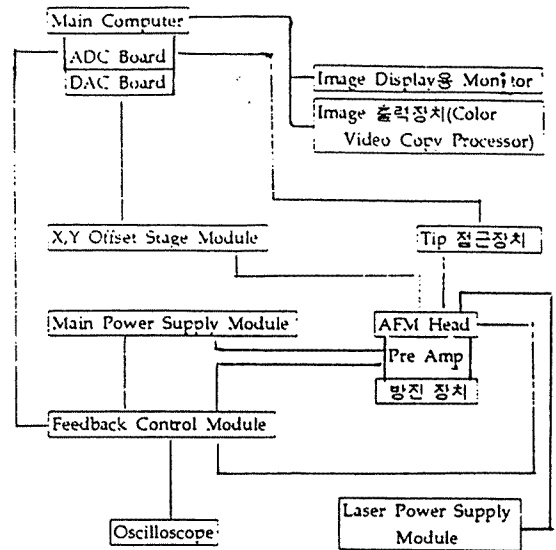 Main Computer
ADC Board
DAC Board
Image Display용 Monitor
Image 출력장치(Color
Video Copy Processor)
X,Y Offset Stage Module
Tip 접근장치
Main Power Supply Module
AFM Head
Pre Amp
방진 장치
Feedback Control Module
Oscilloscope
Laser Power Supply
Module